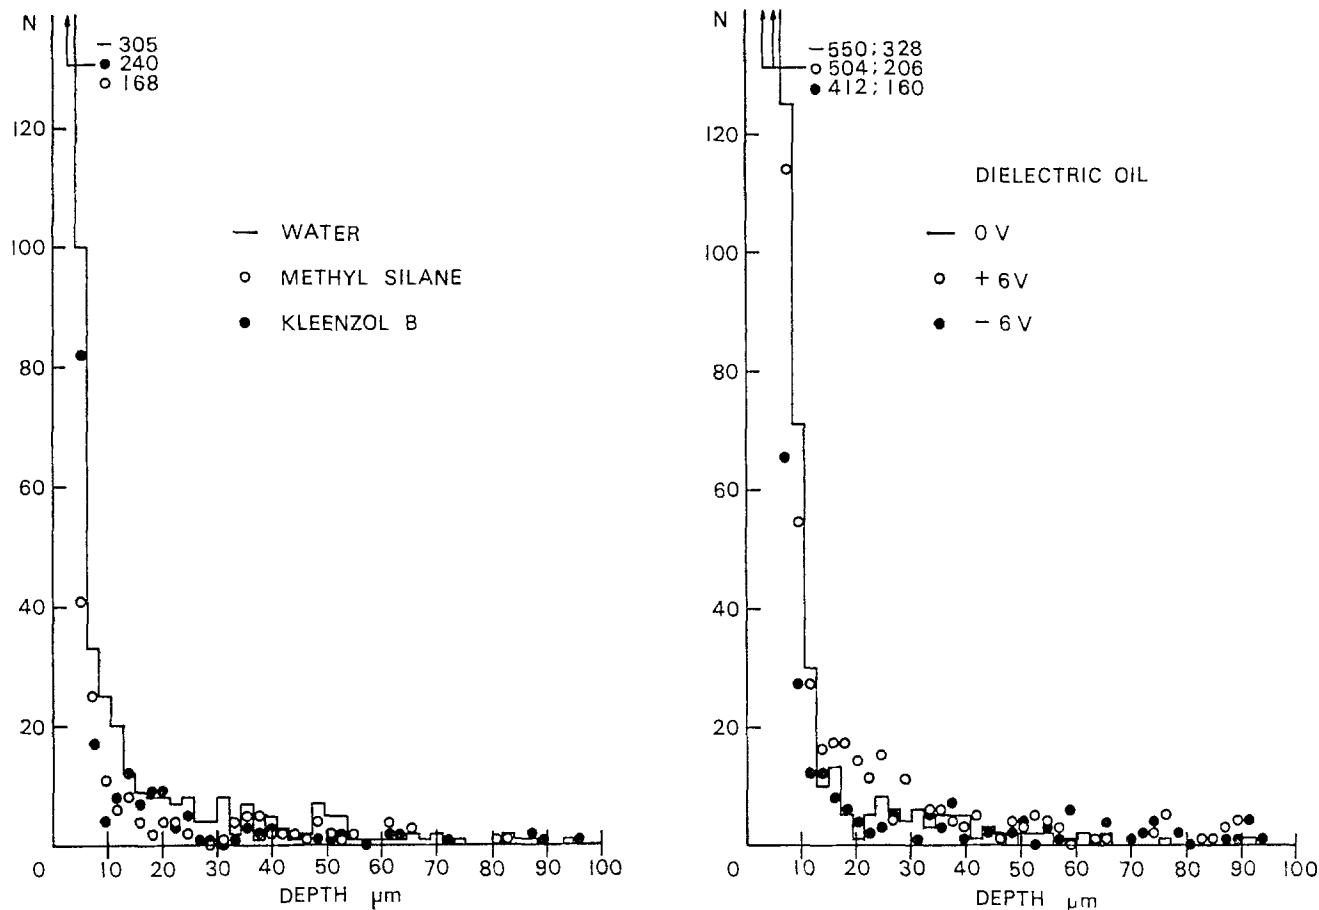 N
— 305
● 240
○ 168
120
100
80
60
40
20
— WATER
○ METHYL SILANE
● KLEENZOL B
0 10 20 30 40 50 60 70 80 90 100
DEPTH μm
N
— 550; 328
○ 504; 206
● 412; 160
120
100
80
60
40
20
DIELECTRIC OIL
— 0 V
○ + 6 V
● − 6 V
0 10 20 30 40 50 60 70 80 90 100
DEPTH μm